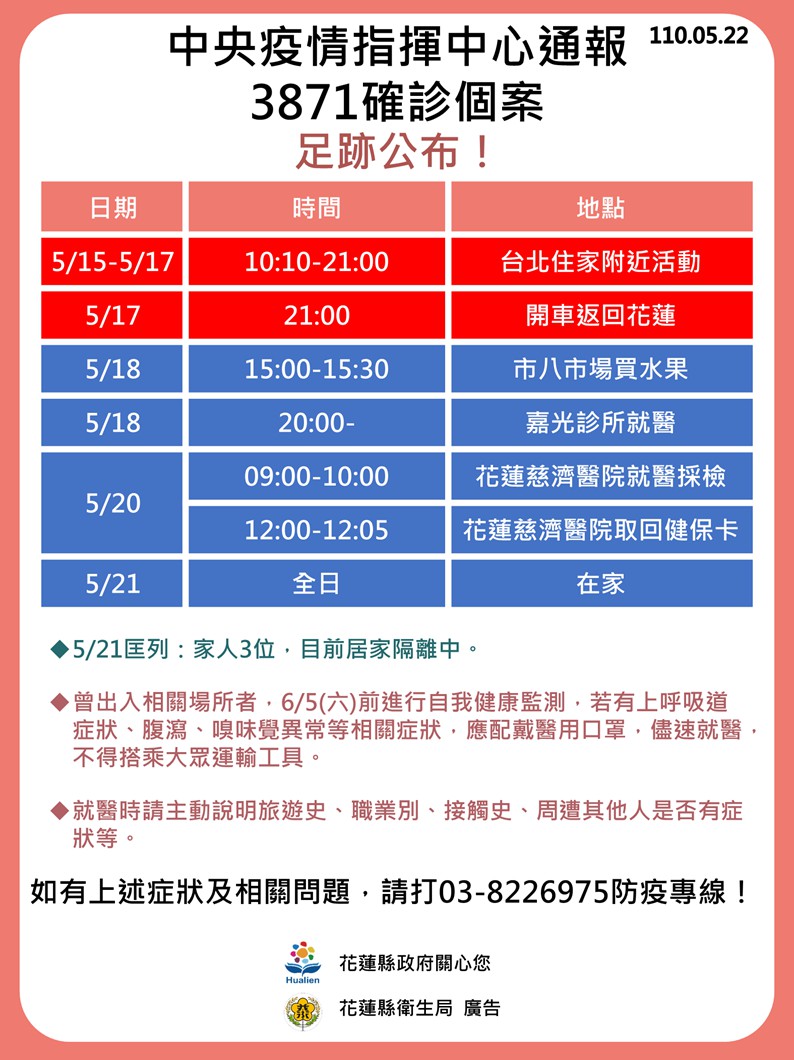 中央疫情指揮中心通報 110.05.22
3871確診個案
足跡公布！
日期 時間 地點
5/15-5/17 10:10-21:00 台北住家附近活動
5/17 21:00 開車返回花蓮
5/18 15:00-15:30 市八市場買水果
5/18 20:00- 嘉光診所就醫
5/20 09:00-10:00 花蓮慈濟醫院就醫採檢
12:00-12:05 花蓮慈濟醫院取回健保卡
5/21 全日 在家
◆5/21匡列：家人3位，目前居家隔離中。
◆曾出入相關場所者，6/5(六)前進行自我健康監測，若有上呼吸道
症狀、腹瀉、嗅味覺異常等相關症狀，應配戴醫用口罩，儘速就醫，
不得搭乘大眾運輸工具。
◆就醫時請主動說明旅遊史、職業別、接觸史、周遭其他人是否有症
狀等。
如有上述症狀及相關問題，請打03-8226975防疫專線！
Hualien 花蓮縣政府關心您
花蓮縣衛生局 廣告